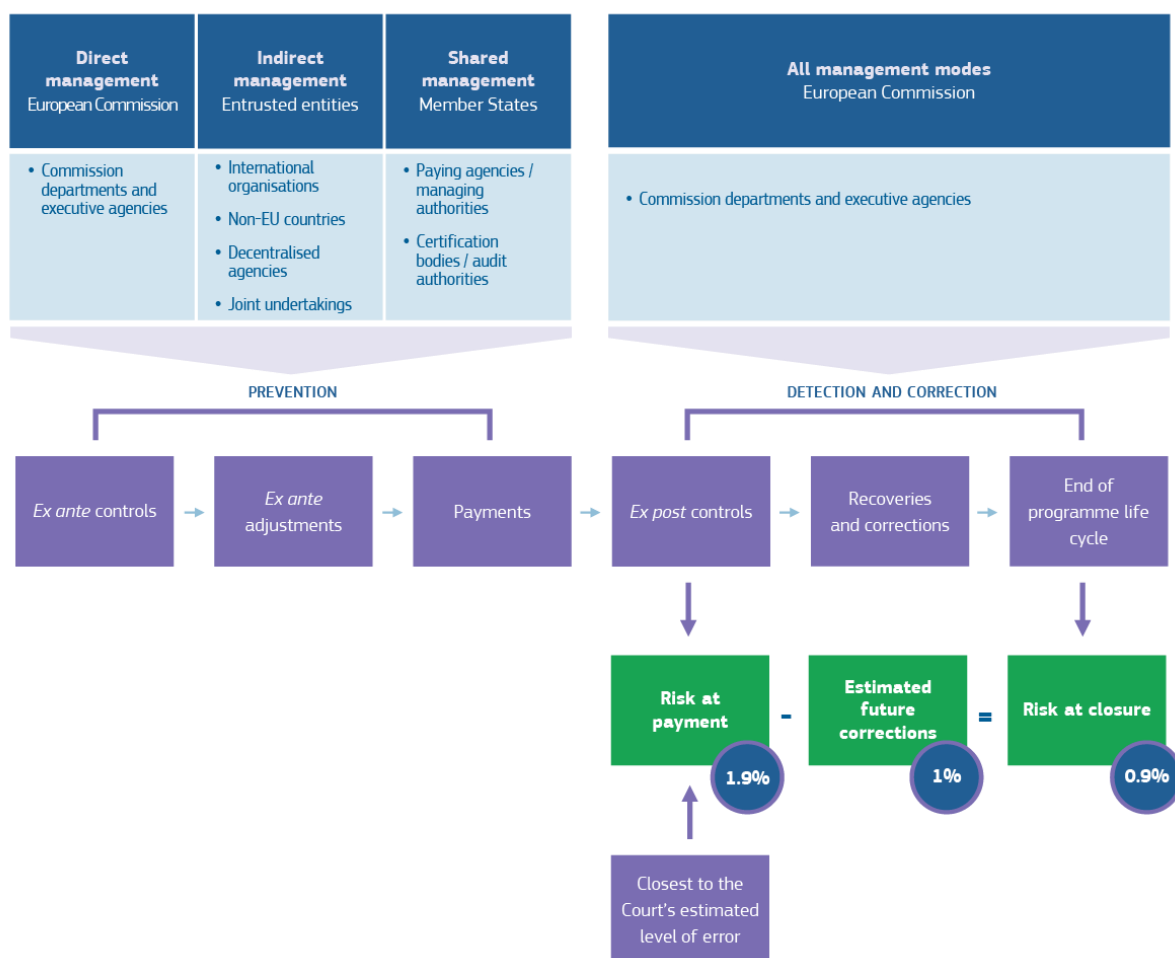 Direct
management
European Commission
Indirect
management
Entrusted entities
Shared
management
Member States
All management modes
European Commission
• Commission
departments and
executive agencies
• International
organisations
• Non-EU countries
• Decentralised
agencies
• Joint undertakings
• Paying agencies /
managing
authorities
• Certification
bodies / audit
authorities
• Commission departments and executive agencies
PREVENTION
DETECTION AND CORRECTION
Ex ante controls
Ex ante
adjustments
Payments
Ex post controls
Recoveries
and corrections
End of
programme life
cycle
Risk at
payment
1.9%
-
Estimated
future
corrections
1%
=
Risk at closure
0.9%
Closest to the
Court's estimated
level of error